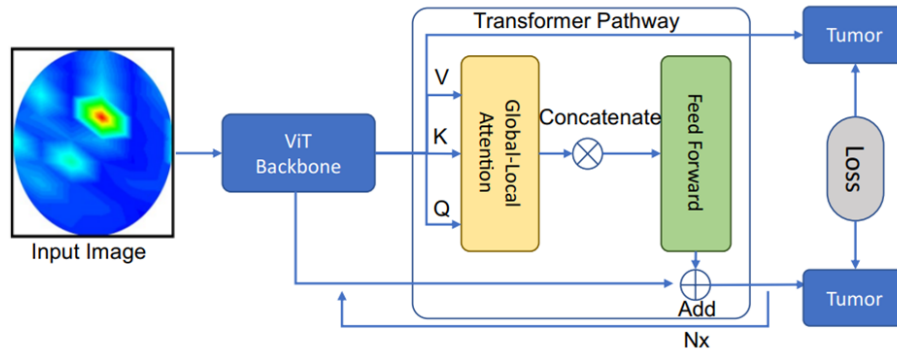 Transformer Pathway
Tumor
V
K
Q
Global-Local
Attention
Concatenate
Feed Forward
ViT
Backbone
Loss
Input Image
Add
Tumor
Nx